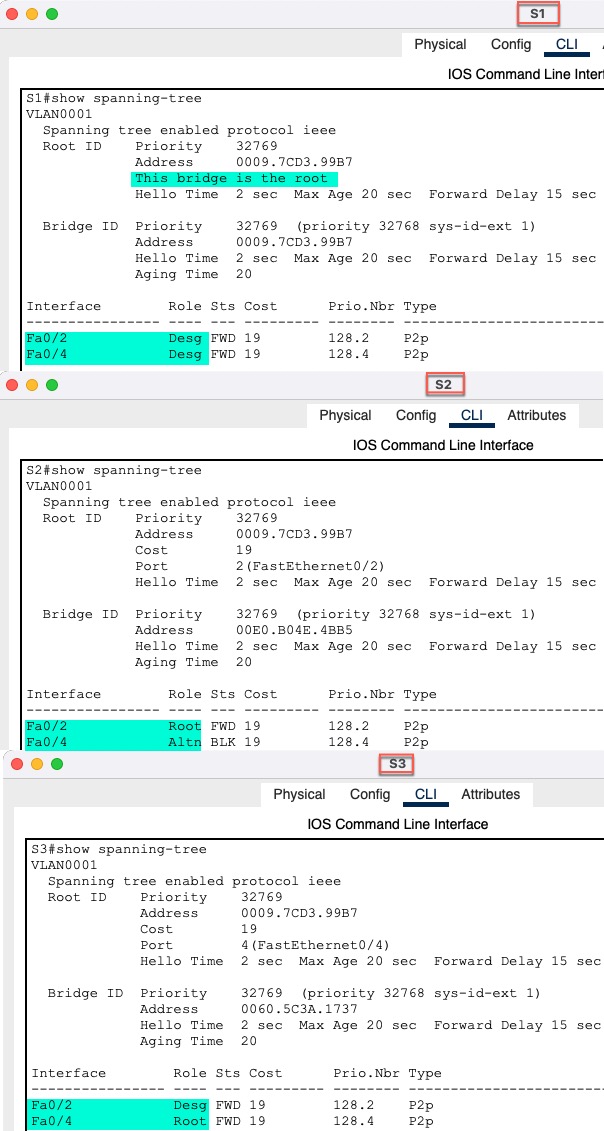 S1
Physical Config CLI
IOS Command Line Interf
S1#show spanning-tree
VLAN0001
  Spanning tree enabled protocol ieee
  Root ID    Priority    32769
             Address     0009.7CD3.99B7
             This bridge is the root
             Hello Time  2 sec  Max Age 20 sec  Forward Delay 15 sec

  Bridge ID  Priority    32769  (priority 32768 sys-id-ext 1)
             Address     0009.7CD3.99B7
             Hello Time  2 sec  Max Age 20 sec  Forward Delay 15 sec
             Aging Time  20

Interface        Role Sts Cost      Prio.Nbr Type
---------------- ---- --- --------- -------- ------------------------
Fa0/2            Desg FWD 19        128.2    P2p
Fa0/4            Desg FWD 19        128.4    P2p
S2
Physical Config CLI Attributes
IOS Command Line Interface
S2#show spanning-tree
VLAN0001
  Spanning tree enabled protocol ieee
  Root ID    Priority    32769
             Address     0009.7CD3.99B7
             Cost        19
             Port        2(FastEthernet0/2)
             Hello Time  2 sec  Max Age 20 sec  Forward Delay 15 sec

  Bridge ID  Priority    32769  (priority 32768 sys-id-ext 1)
             Address     00E0.B04E.4BB5
             Hello Time  2 sec  Max Age 20 sec  Forward Delay 15 sec
             Aging Time  20

Interface        Role Sts Cost      Prio.Nbr Type
---------------- ---- --- --------- -------- ------------------------
Fa0/2            Root FWD 19        128.2    P2p
Fa0/4            Altn BLK 19        128.4    P2p
S3
Physical Config CLI Attributes
IOS Command Line Interface
S3#show spanning-tree
VLAN0001
  Spanning tree enabled protocol ieee
  Root ID    Priority    32769
             Address     0009.7CD3.99B7
             Cost        19
             Port        4(FastEthernet0/4)
             Hello Time  2 sec  Max Age 20 sec  Forward Delay 15 sec

  Bridge ID  Priority    32769  (priority 32768 sys-id-ext 1)
             Address     0060.5C3A.1737
             Hello Time  2 sec  Max Age 20 sec  Forward Delay 15 sec
             Aging Time  20

Interface        Role Sts Cost      Prio.Nbr Type
---------------- ---- --- --------- -------- ------------------------
Fa0/2            Desg FWD 19        128.2    P2p
Fa0/4            Root FWD 19        128.4    P2p